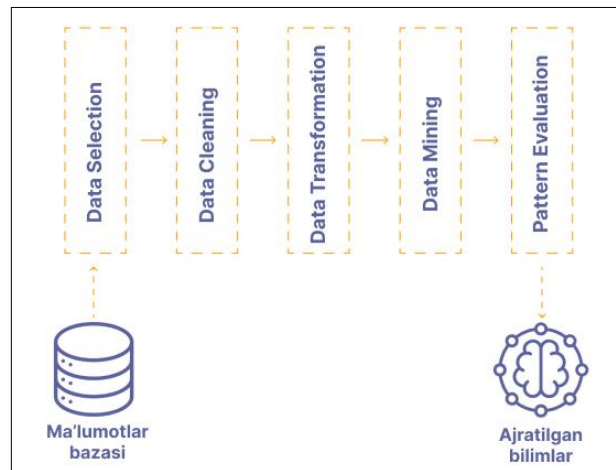 Data Selection
Data Cleaning
Data Transformation
Data Mining
Pattern Evaluation
Ma'lumotlar
bazasi
Ajratilgan
bilimlar